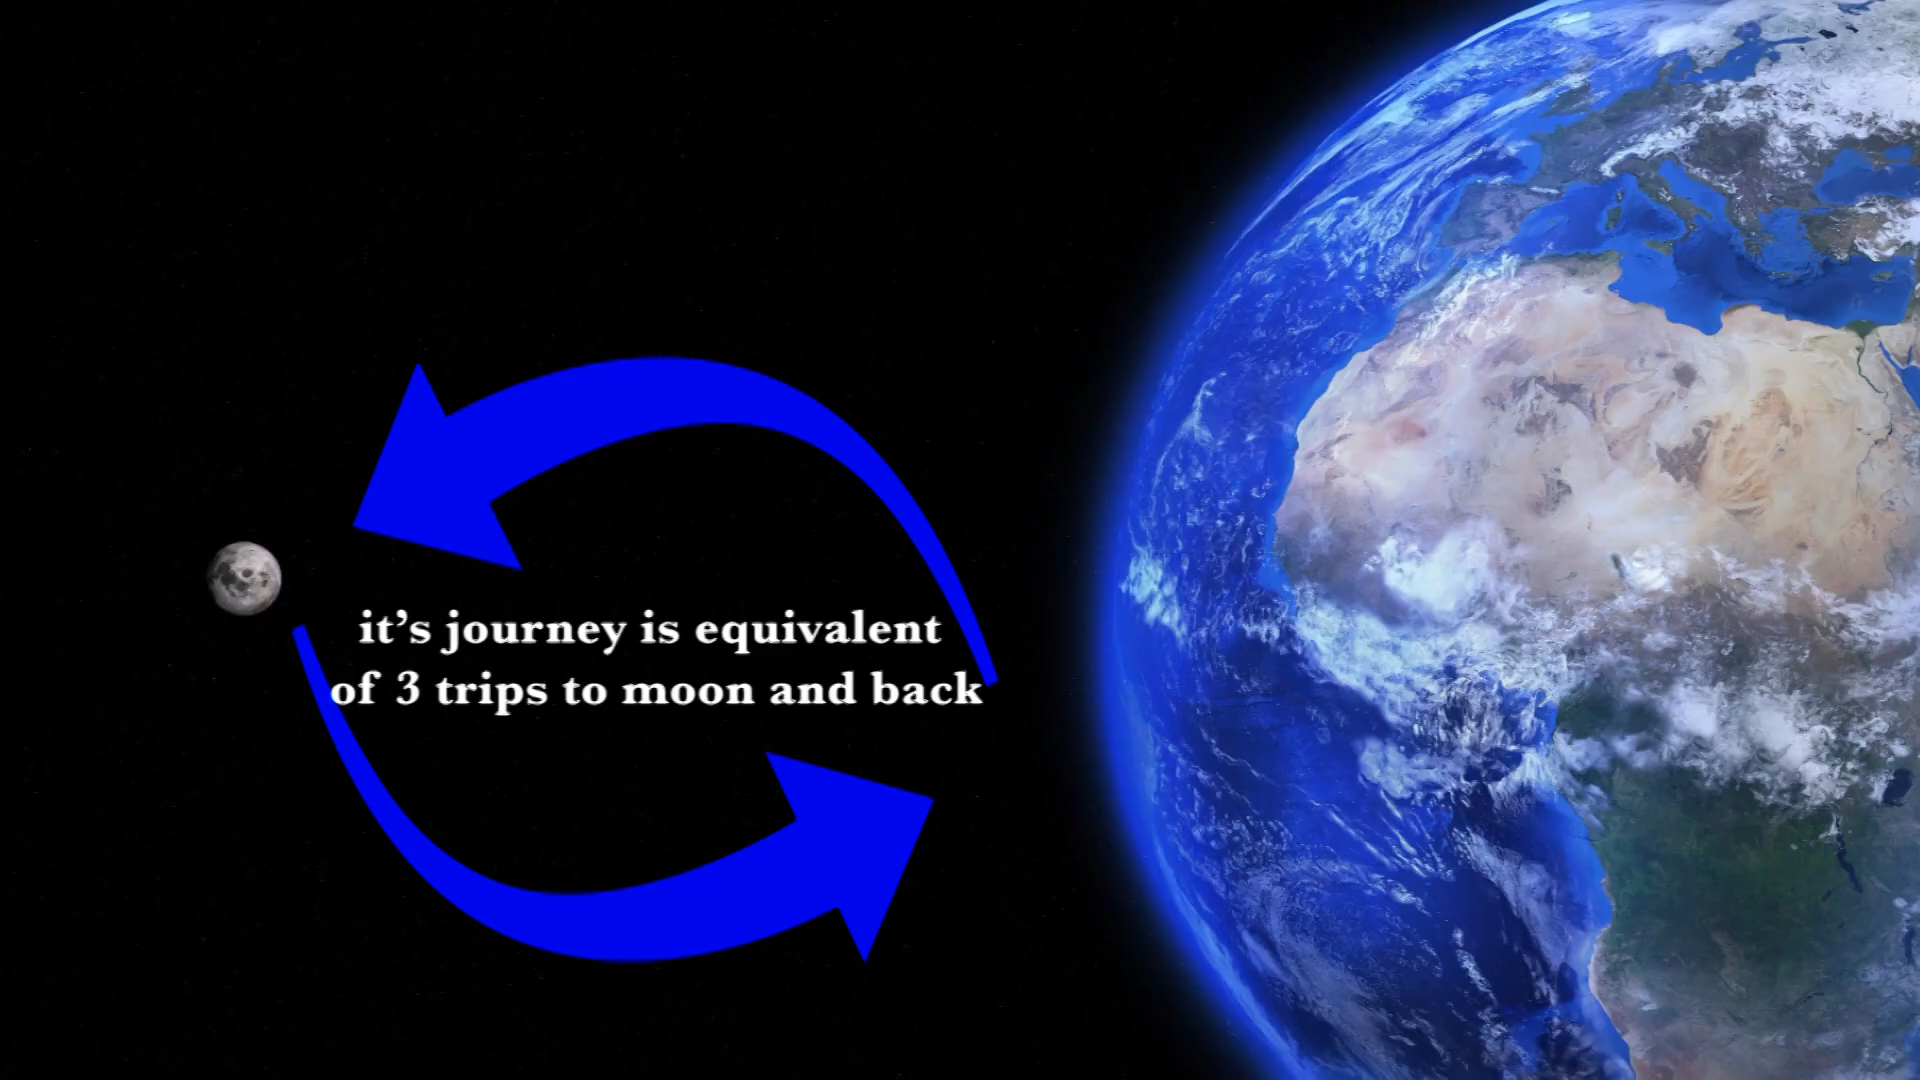 it’s journey is equivalent
of 3 trips to moon and back